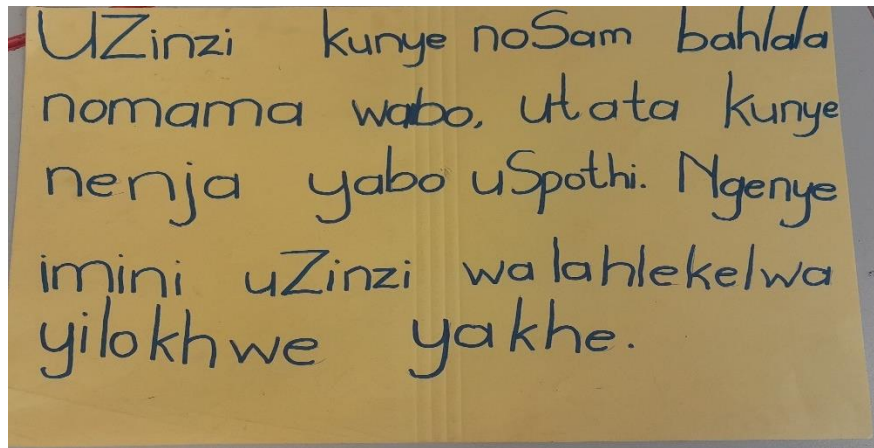 UZinzi kunye noSam bahlala
nomama wabo, utata kunye
nenja yabo uSpothi. Ngenye
imini uZinzi walahlekelwa
yilokhwe yakhe.